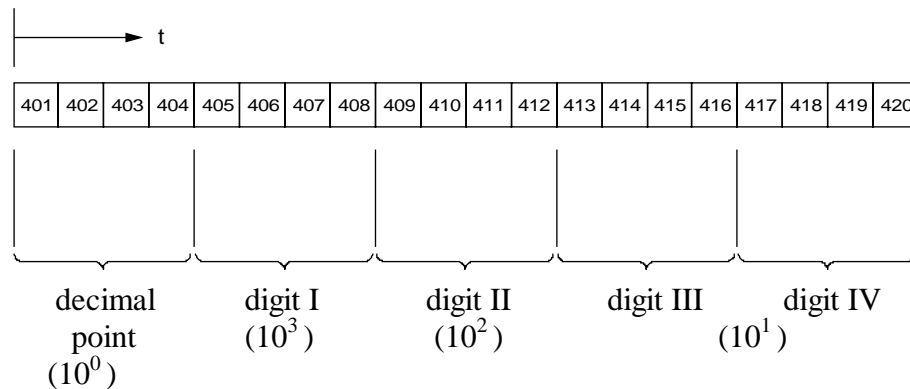 t
401 402 403 404 405 406 407 408 409 410 411 412 413 414 415 416 417 418 419 420
decimal digit I digit II digit III digit IV
point (10³) (10²) (10¹)
(10⁰)